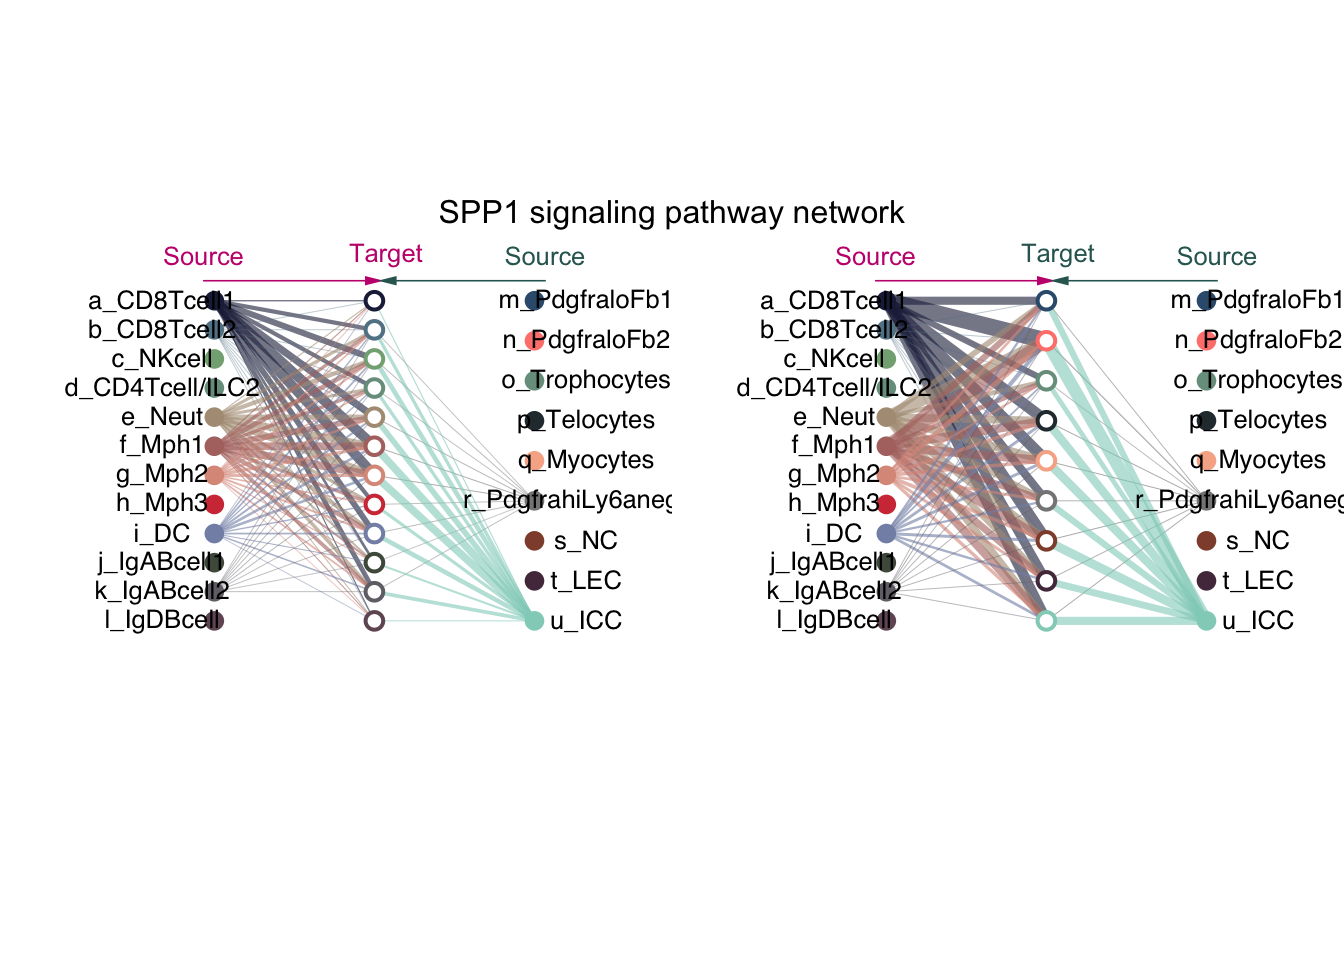 SPP1 signaling pathway network
Source
Target
Source
a_CD8Tcell1
b_CD8Tcell2
c_NKcell
d_CD4Tcell/ILC2
e_Neut
f_Mph1
g_Mph2
h_Mph3
i_DC
j_IgABcell1
k_IgABcell2
l_IgDBcell
m_PdgfraloFb1
n_PdgfraloFb2
o_Trophocytes
p_Telocytes
q_Myocytes
r_PdgfrahiLy6aneg
s_NC
t_LEC
u_ICC
Source
Target
Source
a_CD8Tcell1
b_CD8Tcell2
c_NKcell
d_CD4Tcell/ILC2
e_Neut
f_Mph1
g_Mph2
h_Mph3
i_DC
j_IgABcell1
k_IgABcell2
l_IgDBcell
m_PdgfraloFb1
n_PdgfraloFb2
o_Trophocytes
p_Telocytes
q_Myocytes
r_PdgfrahiLy6aneg
s_NC
t_LEC
u_ICC